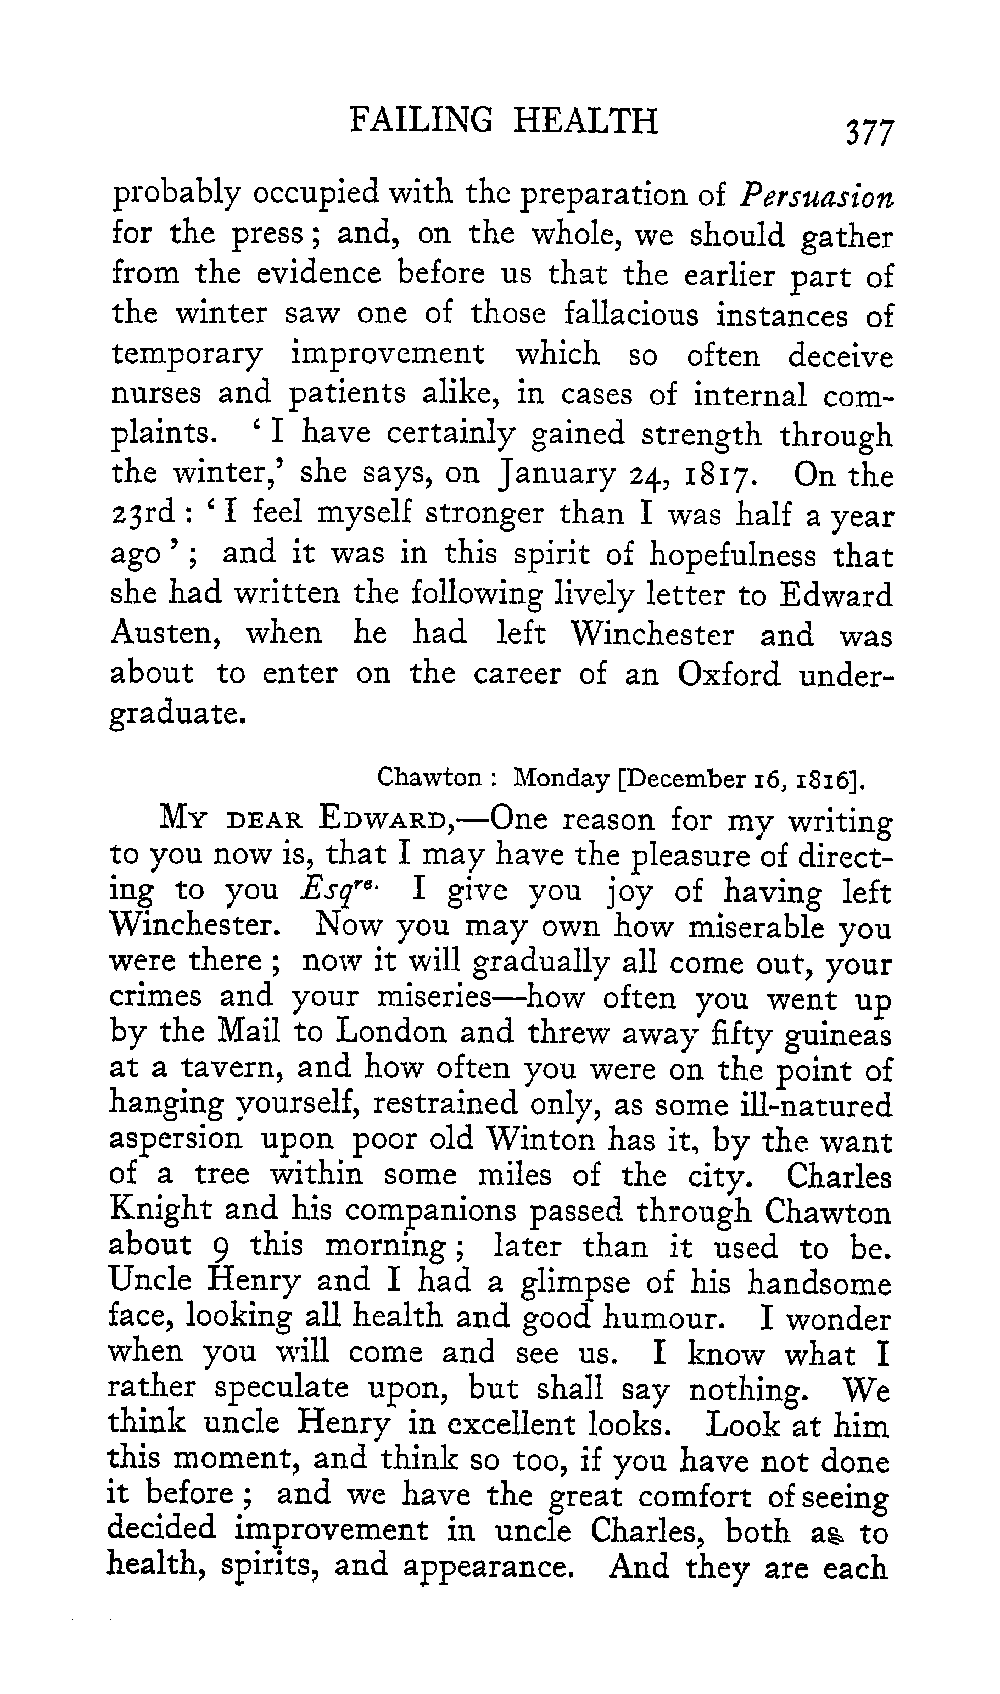 FAILING HEALTH 377
probably occupied with the preparation of Persuasion
for the press ; and, on the whole, we should gather
from the evidence before us that the earlier part of
the winter saw one of those fallacious instances of
temporary improvement which so often deceive
nurses and patients alike, in cases of internal com-
plaints. ‘ I have certainly gained strength through
the winter,’ she says, on January 24, 1817. On the
23rd : ‘ I feel myself stronger than I was half a year
ago ’ ; and it was in this spirit of hopefulness that
she had written the following lively letter to Edward
Austen, when he had left Winchester and was
about to enter on the career of an Oxford under-
graduate.
Chawton : Monday [December 16, 1816].
MY DEAR EDWARD,—One reason for my writing
to you now is, that I may have the pleasure of direct-
ing to you Esqre. I give you joy of having left
Winchester. Now you may own how miserable you
were there ; now it will gradually all come out, your
crimes and your miseries—how often you went up
by the Mail to London and threw away fifty guineas
at a tavern, and how often you were on the point of
hanging yourself, restrained only, as some ill-natured
aspersion upon poor old Winton has it, by the want
of a tree within some miles of the city. Charles
Knight and his companions passed through Chawton
about 9 this morning ; later than it used to be.
Uncle Henry and I had a glimpse of his handsome
face, looking all health and good humour. I wonder
when you will come and see us. I know what I
rather speculate upon, but shall say nothing. We
think uncle Henry in excellent looks. Look at him
this moment, and think so too, if you have not done
it before ; and we have the great comfort of seeing
decided improvement in uncle Charles, both as to
health, spirits, and appearance. And they are each